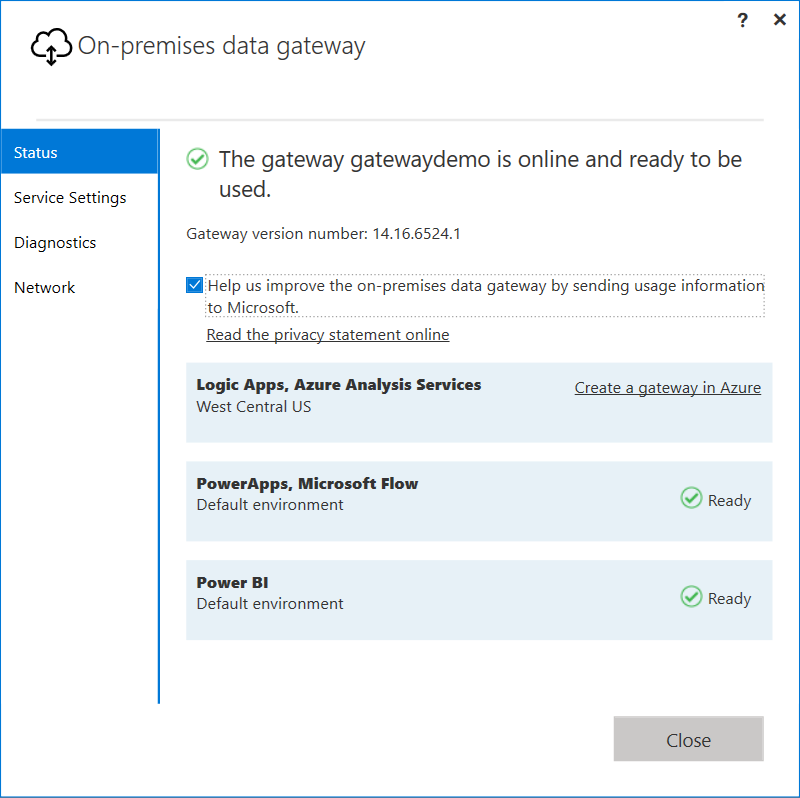 ? ×
On-premises data gateway
Status
Service Settings
Diagnostics
Network
The gateway gatewaydemo is online and ready to be
used.
Gateway version number: 14.16.6524.1
Help us improve the on-premises data gateway by sending usage information
to Microsoft.
Read the privacy statement online
Logic Apps, Azure Analysis Services
West Central US
Create a gateway in Azure
PowerApps, Microsoft Flow
Default environment
Ready
Power BI
Default environment
Ready
Close